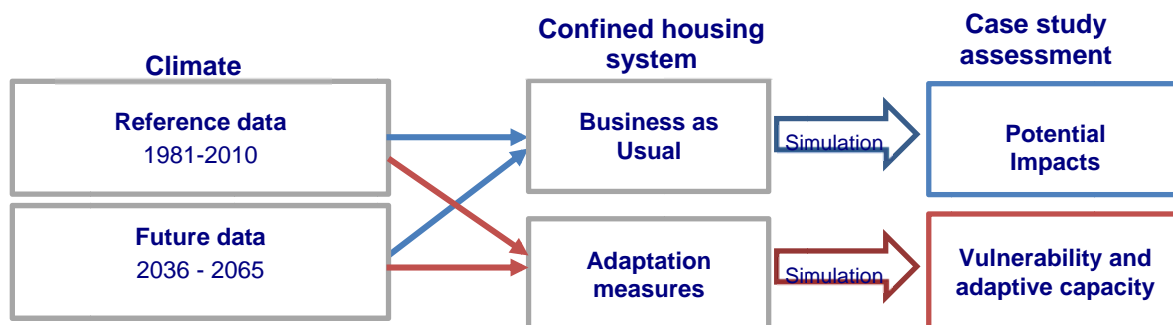 Climate
Reference data
1981-2010
Future data
2036 - 2065
Confined housing
system
Business as
Usual
Adaptation
measures
Simulation
Simulation
Case study
assessment
Potential
Impacts
Vulnerability and
adaptive capacity